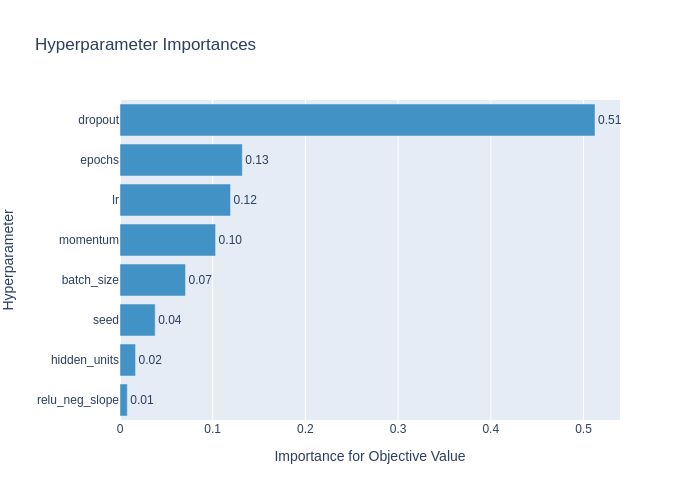 Hyperparameter Importances
dropout 0.51
epochs 0.13
lr 0.12
momentum 0.10
batch_size 0.07
seed 0.04
hidden_units 0.02
relu_neg_slope 0.01
0 0.1 0.2 0.3 0.4 0.5
Importance for Objective Value
Hyperparameter